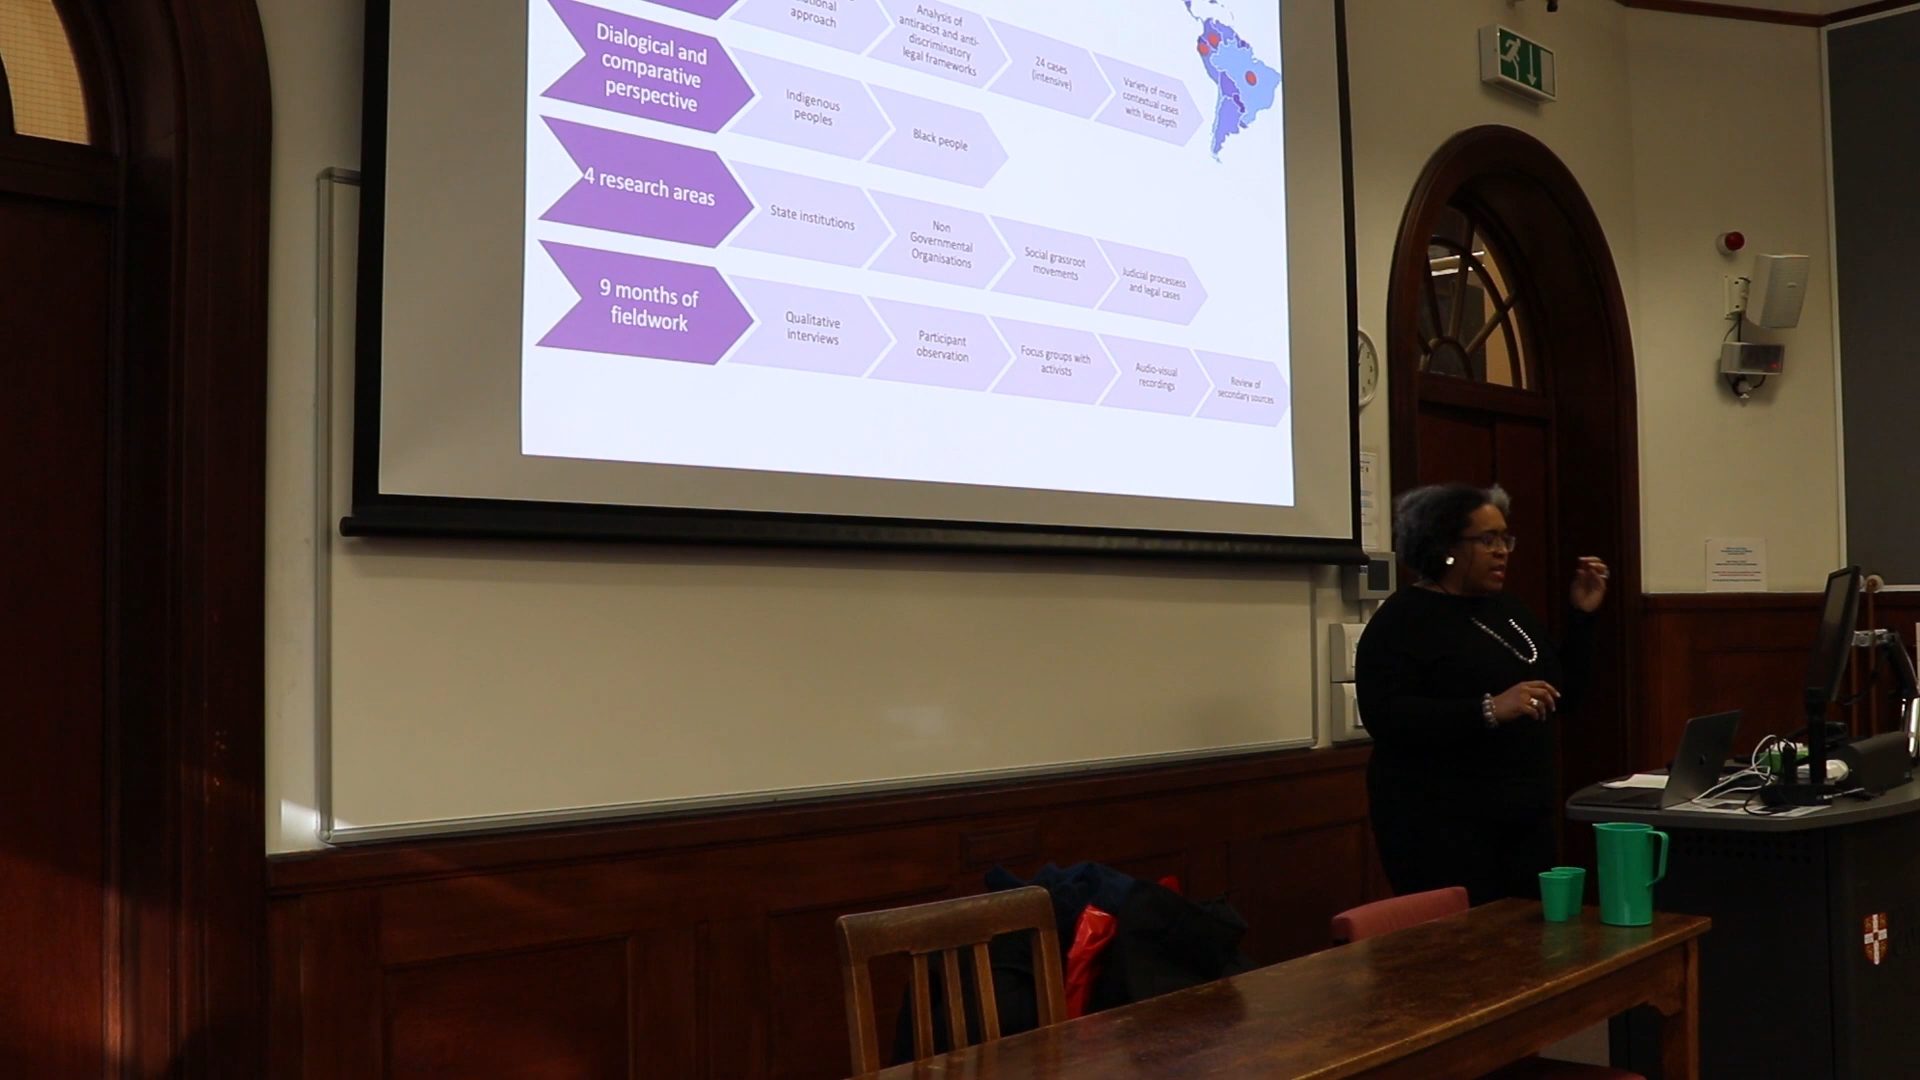 approach
Analysis of
antiracist and anti-
discriminatory
legal frameworks
24 cases
(intensive)
Variety of more
contextual cases
with less depth
Dialogical and
comparative
perspective
Indigenous
peoples
Black people
4 research areas
State institutions
Non
Governmental
Organisations
Social grassroot
movements
Judicial processess
and legal cases
9 months of
fieldwork
Qualitative
interviews
Participant
observation
Focus groups with
activists
Audio-visual
recordings
Review of
secondary sources